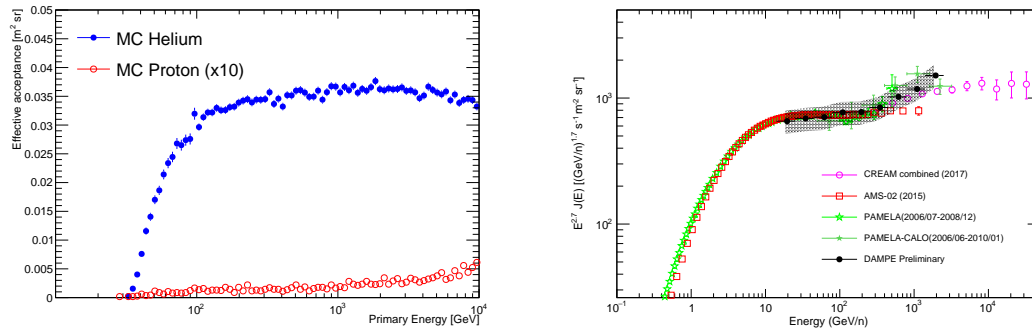 Effective acceptance [m² sr]
0.05
0.045
0.04
0.035
0.03
0.025
0.02
0.015
0.01
0.005
0
MC Helium
MC Proton (x10)
10²
10³
10⁴
Primary Energy [GeV]
E²·⁷ J(E) [(GeV/n)¹·⁷ s⁻¹ m⁻² sr⁻¹]
10³
10²
CREAM combined (2017)
AMS-02 (2015)
PAMELA(2006/07-2008/12)
PAMELA-CALO(2006/06-2010/01)
DAMPE Preliminary
10⁻¹
1
10
10²
10³
10⁴
Energy (GeV/n)